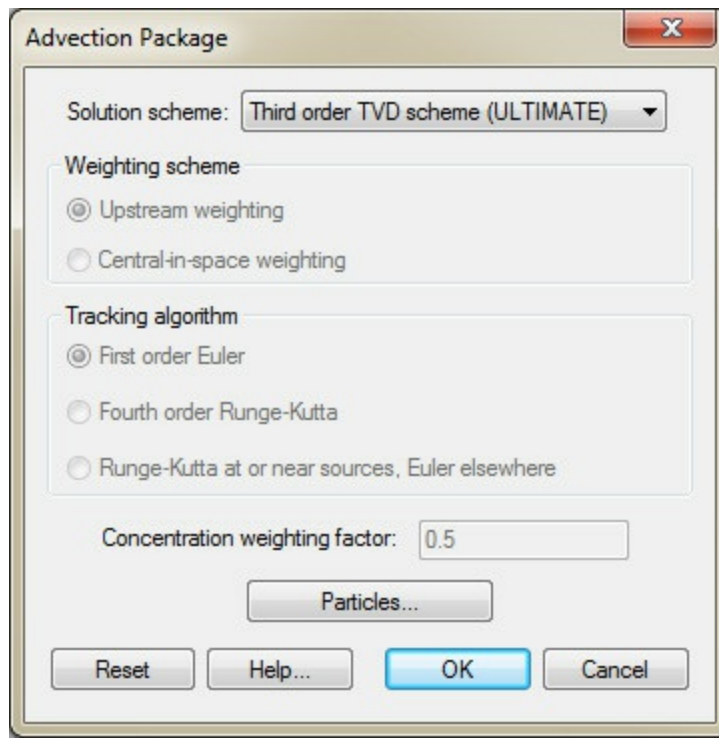 Advection Package
Solution scheme: Third order TVD scheme (ULTIMATE)
Weighting scheme
Upstream weighting
Central-in-space weighting
Tracking algorithm
First order Euler
Fourth order Runge-Kutta
Runge-Kutta at or near sources, Euler elsewhere
Concentration weighting factor: 0.5
Particles...
Reset Help... OK Cancel